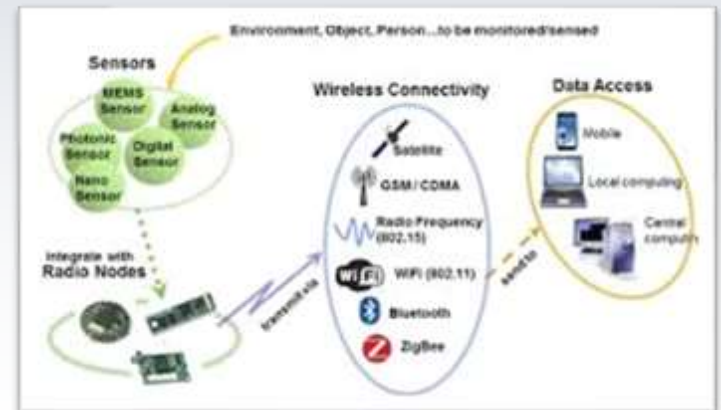 Environment, Object, Person...to be monitored/sensed
Sensors
MEMS
Sensor
Analog
Sensor
Photonic
Sensor
Digital
Sensor
Nano
Sensor
Integrate with
Radio Nodes
transmit via
Wireless Connectivity
Satellite
GSM / CDMA
Radio Frequency
(802.15)
WiFi
WiFi (802.11)
Bluetooth
Z
ZigBee
send to
Data Access
Mobile
Local computing
Central
computin